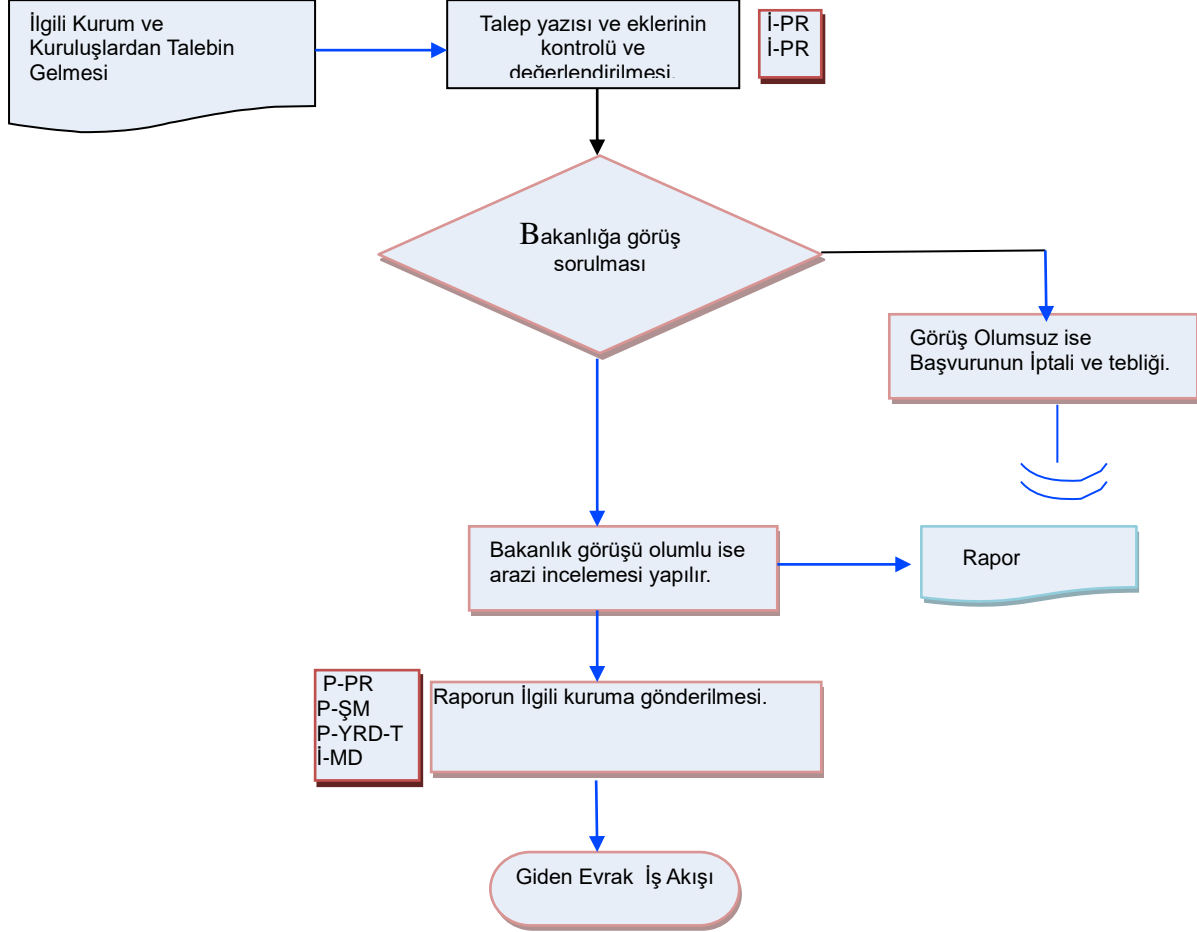 İlgili Kurum ve
Kuruluşlardan Talebin
Gelmesi
Talep yazısı ve eklerinin
kontrolü ve
değerlendirilmesi.
İ-PR
İ-PR
Bakanlığa görüş
sorulması
Görüş Olumsuz ise
Başvurunun İptali ve tebliği.
Bakanlık görüşü olumlu ise
arazi incelemesi yapılır.
Rapor
P-PR
P-ŞM
P-YRD-T
İ-MD
Raporun İlgili kuruma gönderilmesi.
Giden Evrak İş Akışı